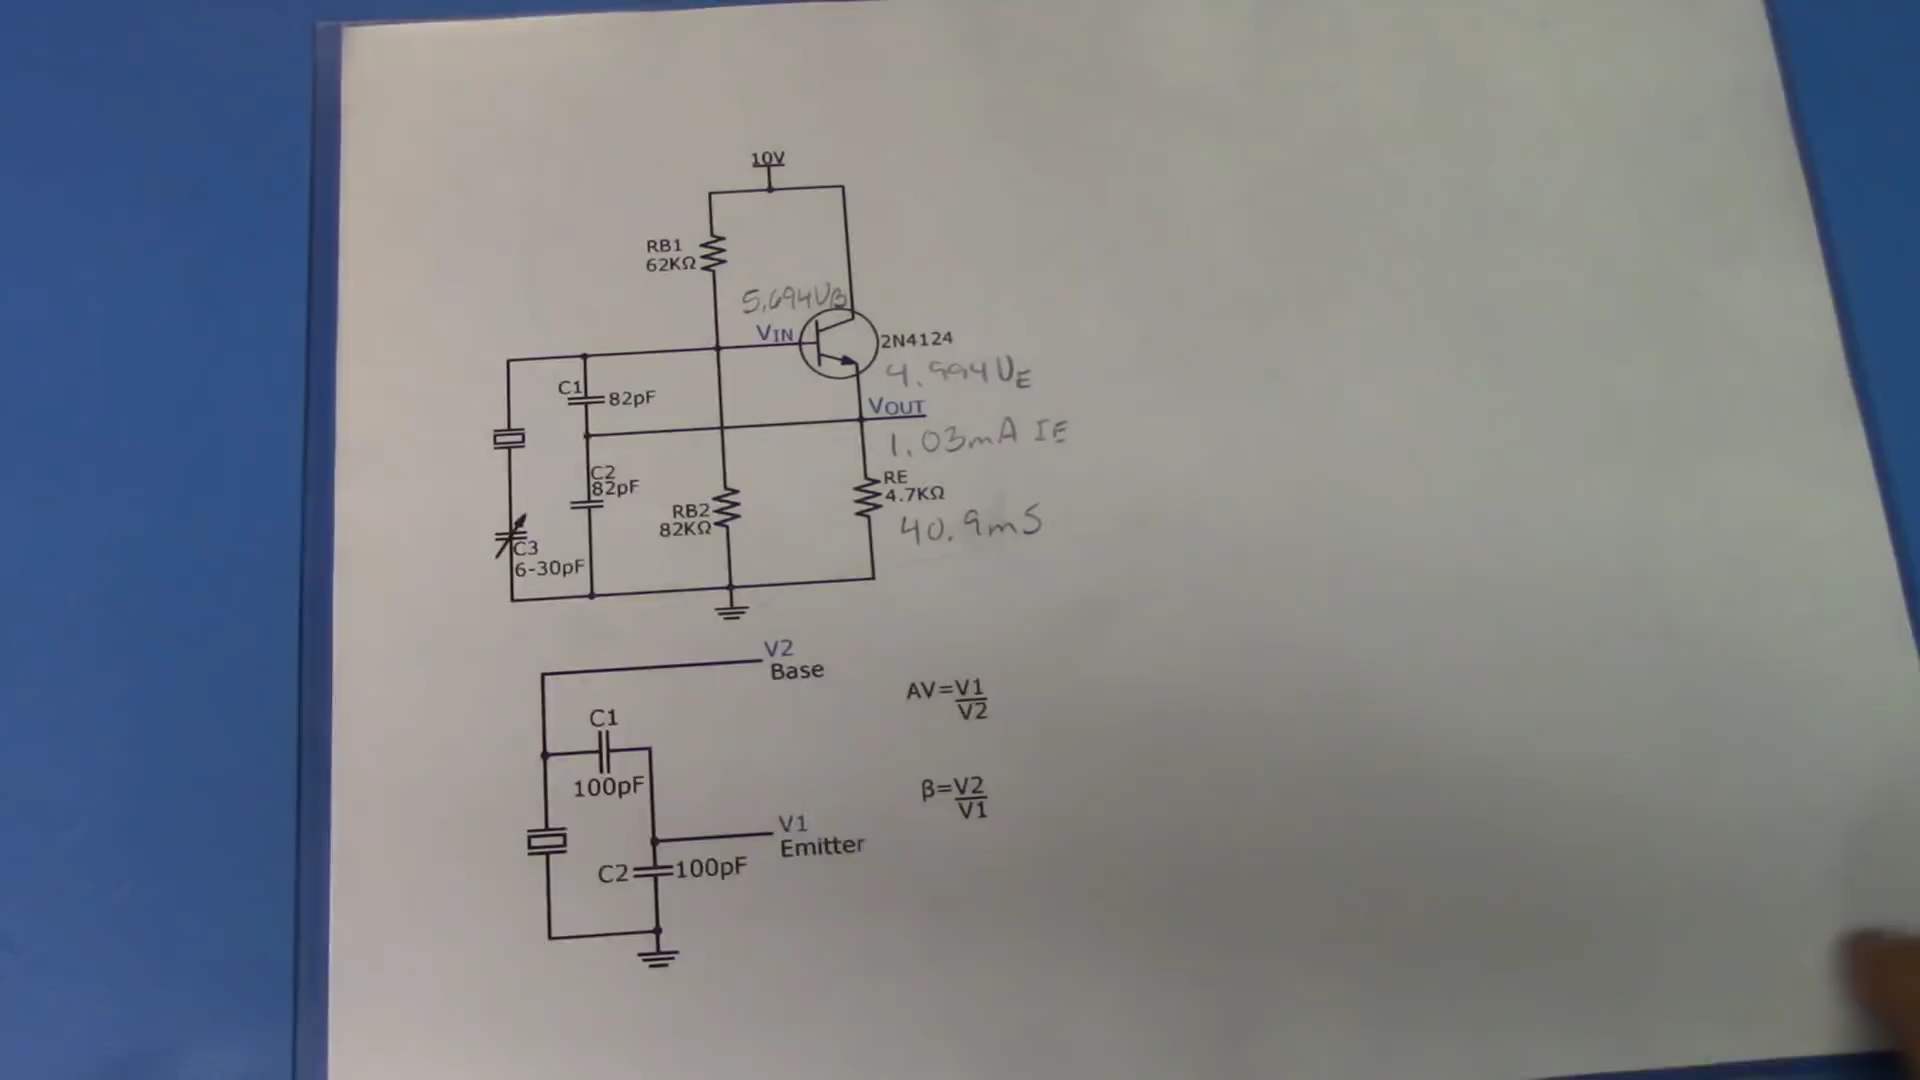 10V
RB1
62KΩ
5.694VB
VIN
2N4124
4.994VE
C1
82pF
VOUT
1.03mA IE
C2
82pF
RE
4.7KΩ
RB2
82KΩ
40.9mS
C3
6-30pF
V2
Base
AV=V1
V2
C1
100pF
β=V2
V1
V1
Emitter
C2
100pF